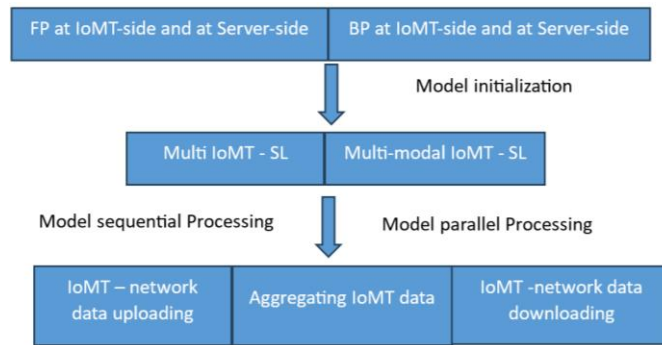 FP at IoMT-side and at Server-side
BP at IoMT-side and at Server-side
Model initialization
Multi IoMT - SL
Multi-modal IoMT - SL
Model sequential Processing
Model parallel Processing
IoMT – network
data uploading
Aggregating IoMT data
IoMT -network data
downloading